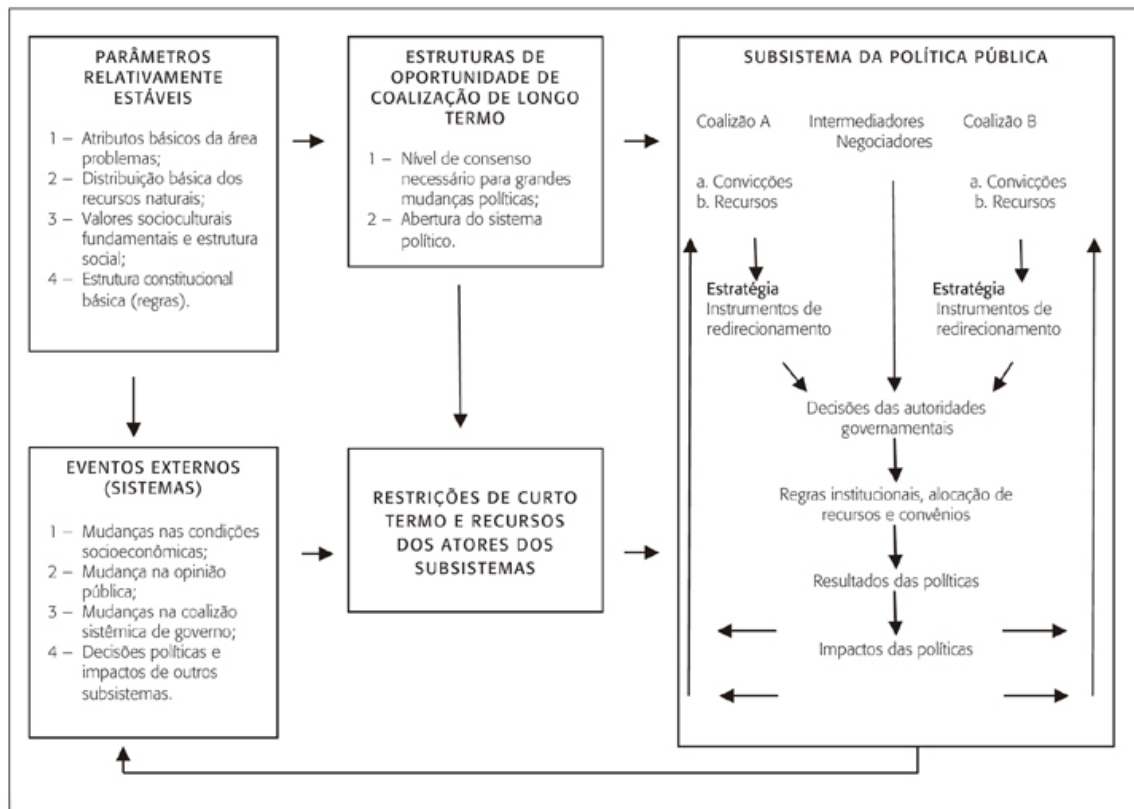 PARÂMETROS
RELATIVAMENTE
ESTÁVEIS
1 – Atributos básicos da área
problemas;
2 – Distribuição básica dos
recursos naturais;
3 – Valores socioculturais
fundamentais e estrutura
social;
4 – Estrutura constitucional
básica (regras).
ESTRUTURAS DE
OPORTUNIDADE DE
COALIZAÇÃO DE LONGO
TERMO
1 – Nível de consenso
necessário para grandes
mudanças políticas;
2 – Abertura do sistema
político.
SUBSISTEMA DA POLÍTICA PÚBLICA
Coalizão A
Intermediadores
Negociadores
Coalizão B
a. Convicções
b. Recursos
a. Convicções
b. Recursos
Estratégia
Instrumentos de
redirecionamento
Estratégia
Instrumentos de
redirecionamento
Decisões das autoridades
governamentais
Regras institucionais, alocação de
recursos e convênios
Resultados das políticas
Impactos das políticas
EVENTOS EXTERNOS
(SISTEMAS)
1 – Mudanças nas condições
socioeconômicas;
2 – Mudança na opinião
pública;
3 – Mudanças na coalizão
sistêmica de governo;
4 – Decisões políticas e
impactos de outros
subsistemas.
RESTRIÇÕES DE CURTO
TERMO E RECURSOS
DOS ATORES DOS
SUBSISTEMAS